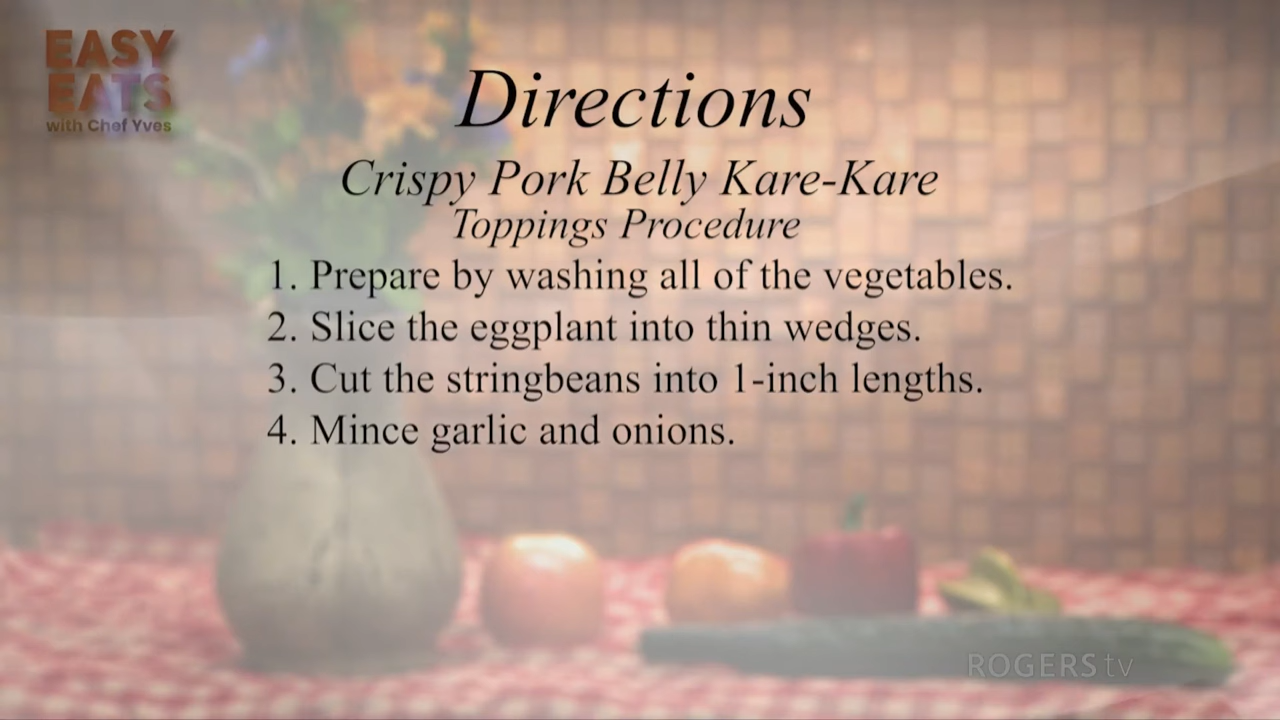 EASY
EATS
with Chef Yves
Directions
Crispy Pork Belly Kare-Kare
Toppings Procedure
1. Prepare by washing all of the vegetables.
2. Slice the eggplant into thin wedges.
3. Cut the stringbeans into 1-inch lengths.
4. Mince garlic and onions.
ROGERS tv